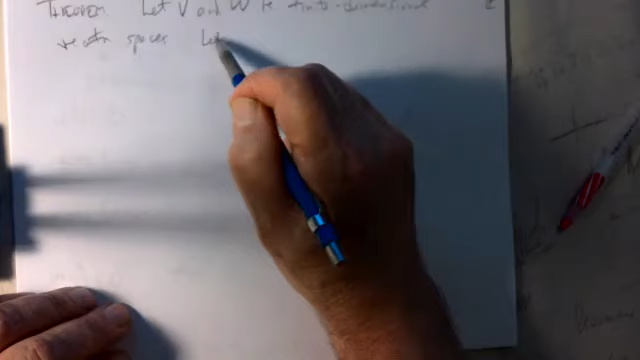 THEOREM Let V and W be finite-dimensional
vector spaces Let